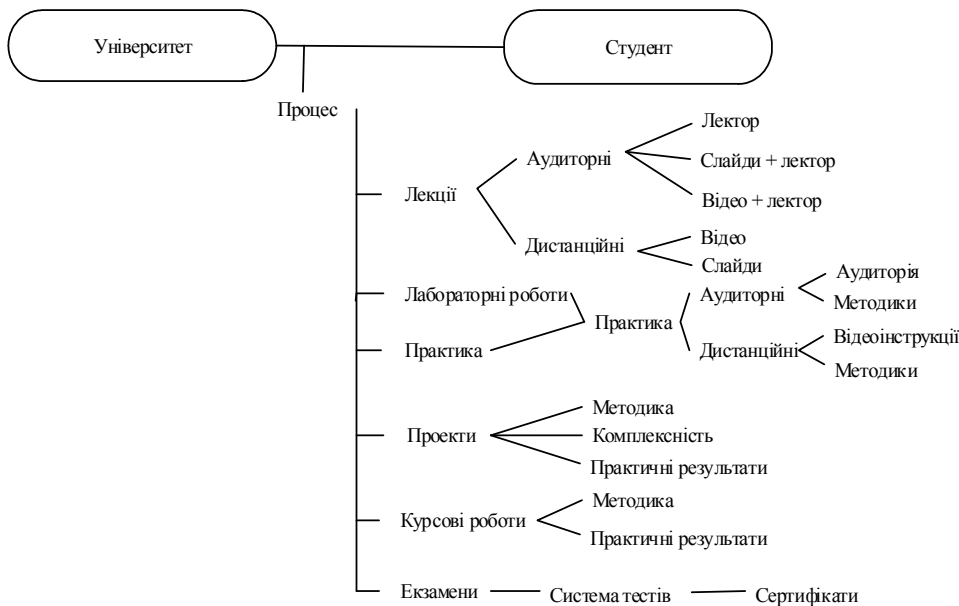 Університет
Студент
Процес
Лекції
Аудиторні
Лектор
Слайди + лектор
Відео + лектор
Дистанційні
Відео
Слайди
Лабораторні роботи
Практика
Практика
Аудиторні
Аудиторія
Методики
Дистанційні
Відеоінструкції
Методики
Проекти
Методика
Комплексність
Практичні результати
Курсові роботи
Методика
Практичні результати
Екзамени
Система тестів
Сертифікати